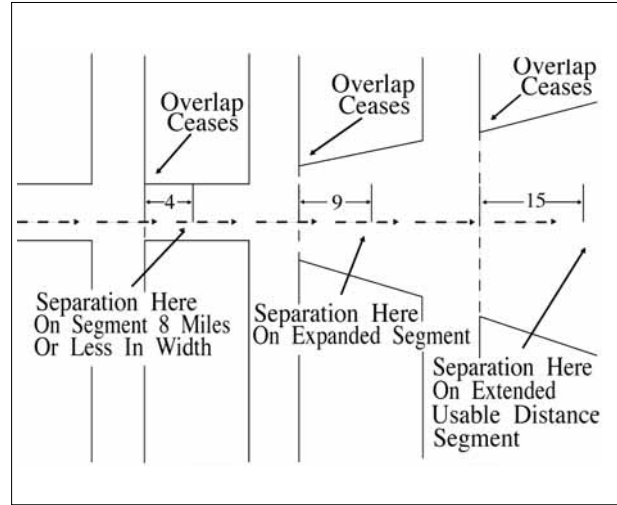 Overlap
Ceases
Overlap
Ceases
Overlap
Ceases
4
9
15
Separation Here
On Segment 8 Miles
Or Less In Width
Separation Here
On Expanded Segment
Separation Here
On Extended
Usable Distance
Segment